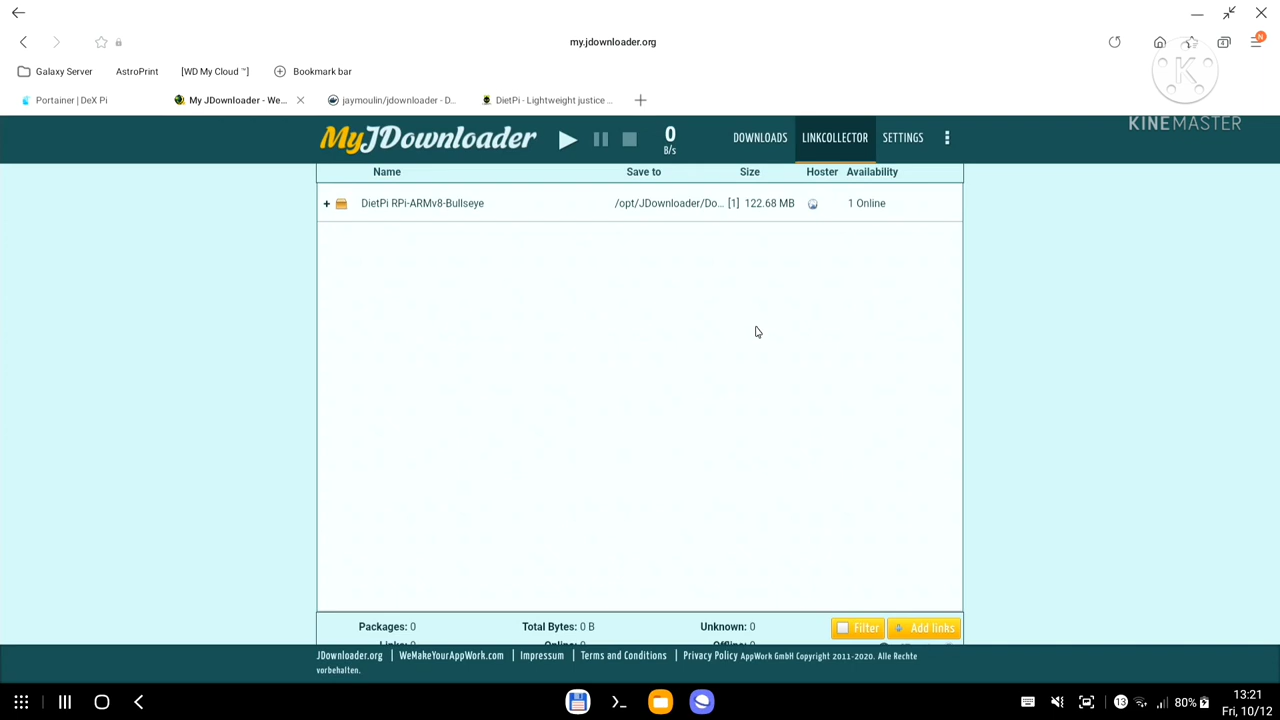 my.jdownloader.org
N
4
Galaxy Server
AstroPrint
[WD My Cloud ™]
Bookmark bar
K
KINEMASTER
Portainer | DeX Pi
My JDownloader - We...
jaymoulin/jdownloader - D...
DietPi - Lightweight justice ...
MyJDownloader
0
B/s
DOWNLOADS
LINKCOLLECTOR
SETTINGS
Name
Save to
Size
Hoster
Availability
DietPi RPi-ARMv8-Bullseye
/opt/JDownloader/Do...
[1]
122.68 MB
1 Online
Packages: 0
Total Bytes: 0 B
Unknown: 0
Filter
Add links
JDownloader.org | WeMakeYourAppWork.com | Impressum | Terms and Conditions | Privacy Policy AppWork GmbH Copyright 2011-2020. Alle Rechte
vorbehalten.
13
80%
13:21
Fri, 10/12